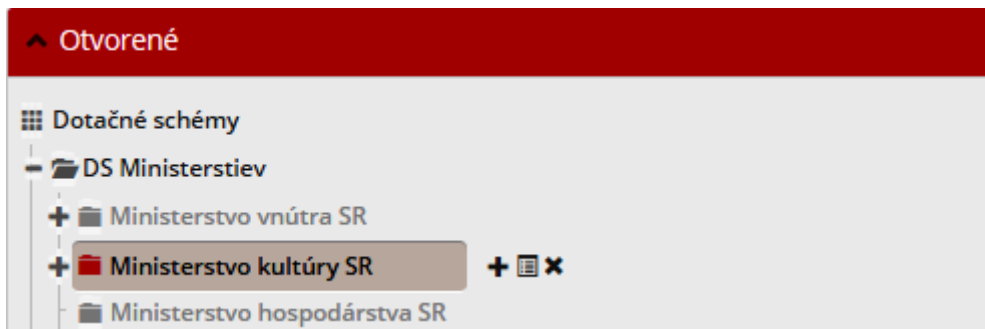 Otvorené
Dotačné schémy
DS Ministerstiev
Ministerstvo vnútra SR
Ministerstvo kultúry SR
Ministerstvo hospodárstva SR